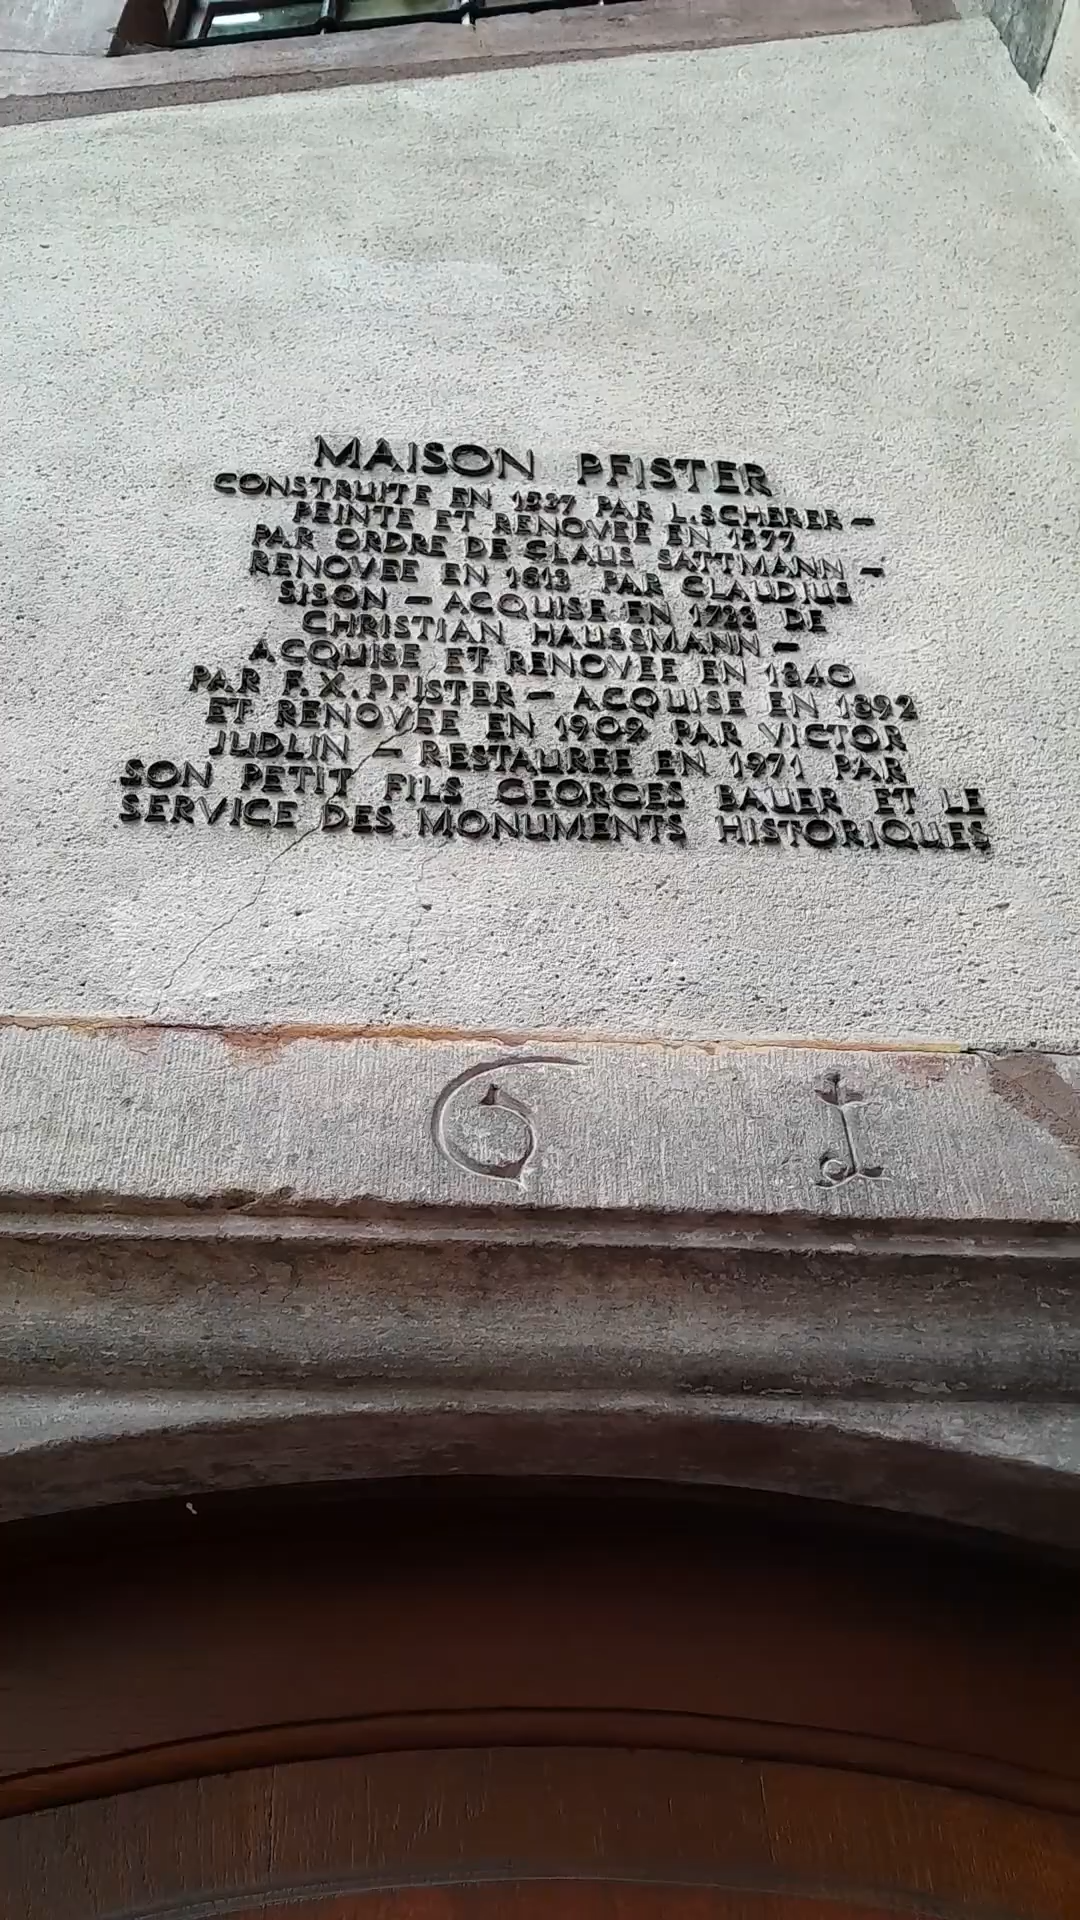 MAISON PFISTER
CONSTRUITE EN 1537 PAR L.SCHERER –
PEINTE ET RENOVEE EN 1577
PAR ORDRE DE CLAUS SATTMANN –
RENOVEE EN 1613 PAR CLAUDIUS
SISON – ACQUISE EN 1723 DE
CHRISTIAN HAUSSMANN –
ACQUISE ET RENOVEE EN 1840
PAR F.X.PFISTER – ACQUISE EN 1892
ET RENOVEE EN 1909 PAR VICTOR
JUDLIN – RESTAUREE EN 1971 PAR
SON PETIT FILS GEORGES BAUER ET LE
SERVICE DES MONUMENTS HISTORIQUES
6 1